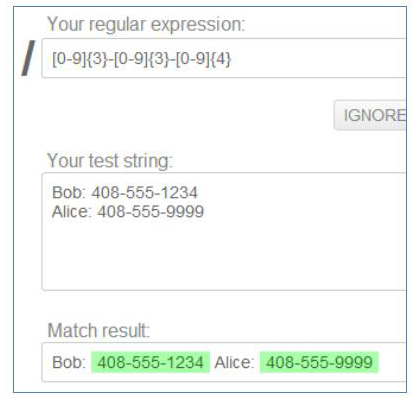 Your regular expression:
/ [0-9]{3}-[0-9]{3}-[0-9]{4}
IGNORE
Your test string:
Bob: 408-555-1234
Alice: 408-555-9999
Match result:
Bob: 408-555-1234 Alice: 408-555-9999